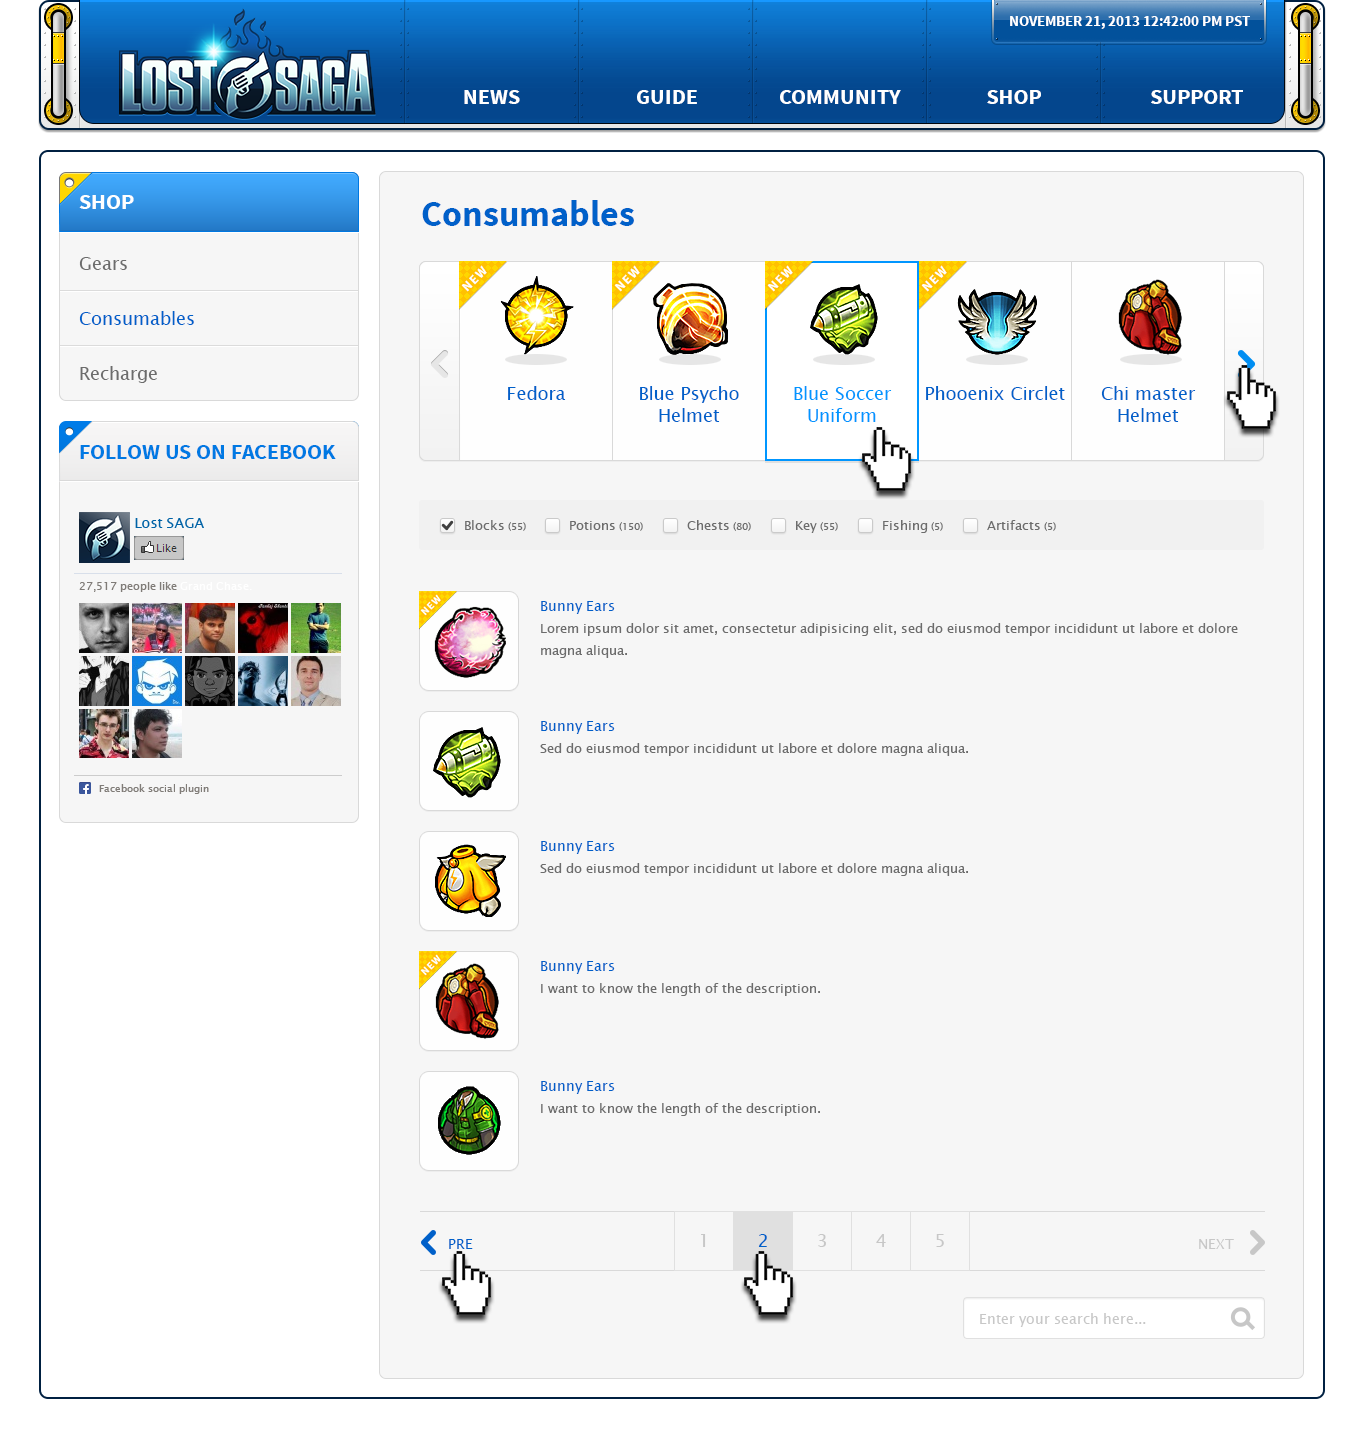 NOVEMBER 21, 2013 12:42:00 PM PST
LOST SAGA
NEWS
GUIDE
COMMUNITY
SHOP
SUPPORT
SHOP
Gears
Consumables
Recharge
FOLLOW US ON FACEBOOK
Lost SAGA
Like
27,517 people like Grand Chase
Facebook social plugin
Consumables
NEW
Fedora
NEW
Blue Psycho
Helmet
NEW
Blue Soccer
Uniform
NEW
Phooenix Circlet
Chi master
Helmet
Blocks (55)
Potions (150)
Chests (80)
Key (55)
Fishing (5)
Artifacts (5)
NEW
Bunny Ears
Lorem ipsum dolor sit amet, consectetur adipisicing elit, sed do eiusmod tempor incididunt ut labore et dolore
magna aliqua.
Bunny Ears
Sed do eiusmod tempor incididunt ut labore et dolore magna aliqua.
Bunny Ears
Sed do eiusmod tempor incididunt ut labore et dolore magna aliqua.
NEW
Bunny Ears
I want to know the length of the description.
Bunny Ears
I want to know the length of the description.
PRE
1
2
3
4
5
NEXT
Enter your search here...